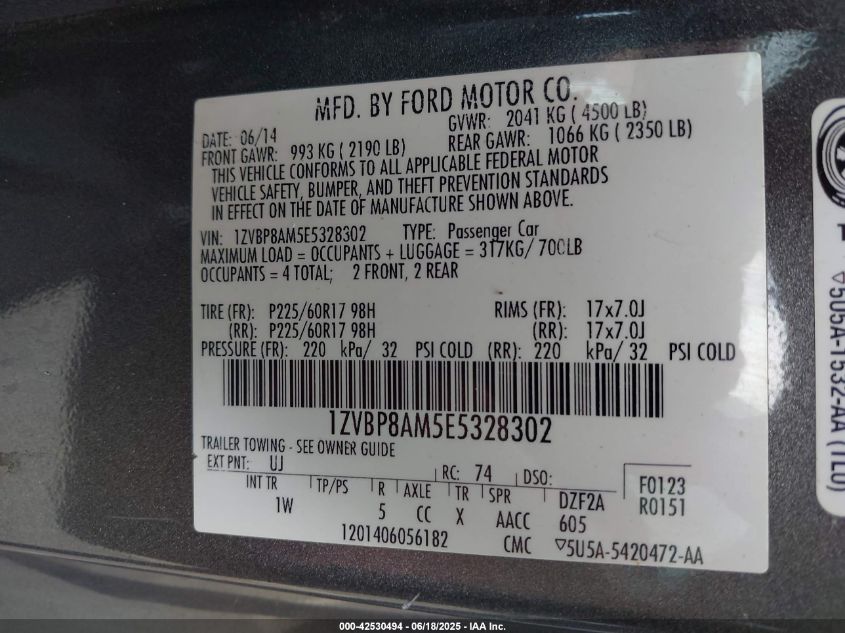 MFD. BY FORD MOTOR CO.
DATE: 06/14 GVWR: 2041 KG ( 4500 LB)
FRONT GAWR: 993 KG ( 2190 LB) REAR GAWR: 1066 KG ( 2350 LB)
THIS VEHICLE CONFORMS TO ALL APPLICABLE FEDERAL MOTOR
VEHICLE SAFETY, BUMPER, AND THEFT PREVENTION STANDARDS
IN EFFECT ON THE DATE OF MANUFACTURE SHOWN ABOVE.
VIN: 1ZVBP8AM5E5328302 TYPE: Passenger Car
MAXIMUM LOAD = OCCUPANTS + LUGGAGE = 317KG/ 700LB
OCCUPANTS = 4 TOTAL; 2 FRONT, 2 REAR
TIRE (FR): P225/60R17 98H RIMS (FR): 17x7.0J
(RR): P225/60R17 98H (RR): 17x7.0J
PRESSURE (FR): 220 kPa/ 32 PSI COLD (RR): 220 kPa/ 32 PSI COLD
1ZVBP8AM5E5328302
TRAILER TOWING - SEE OWNER GUIDE
EXT PNT: UJ RC: 74 DSO: F0123
INT TR TP/PS R AXLE TR SPR DZF2A R0151
1W 5 CC X AACC 605
1201406056182 CMC ▽5U5A-5420472-AA
▽5U5A-1532-AA (TL0)
000-42530494 - 06/18/2025 - IAA Inc.